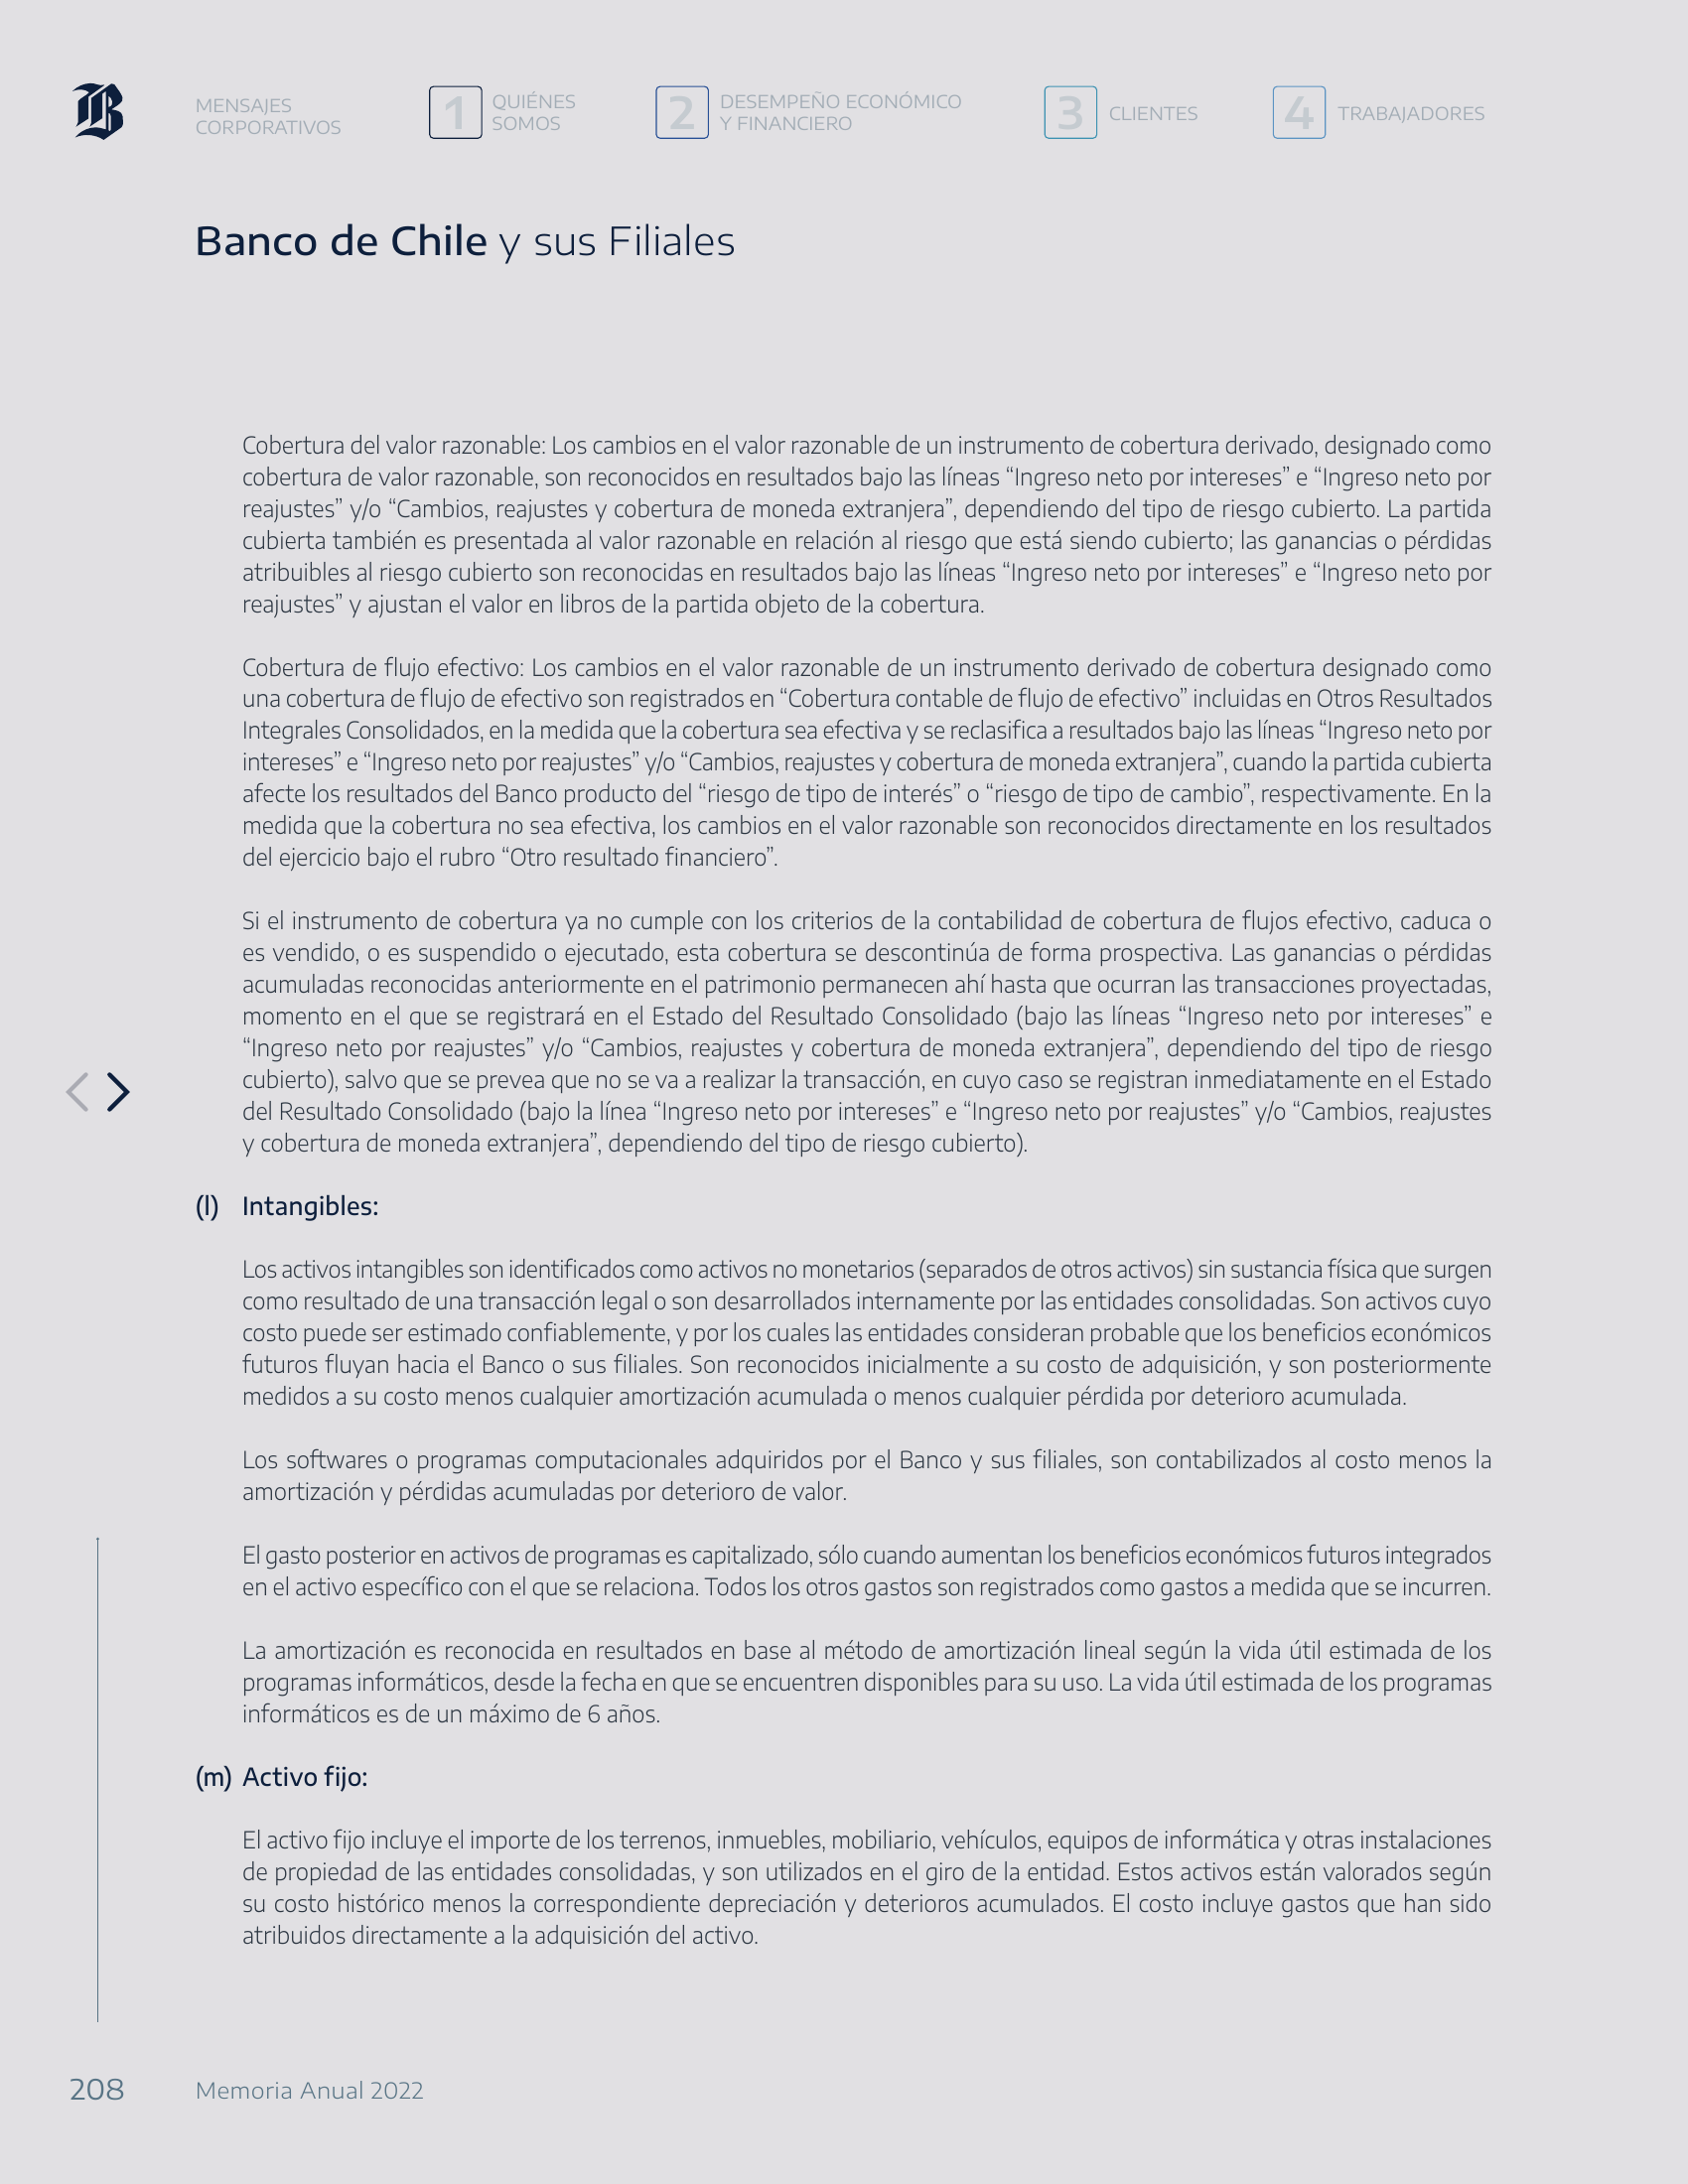 MENSAJES
CORPORATIVOS
1
QUIÉNES
SOMOS
2
DESEMPEÑO ECONÓMICO
Y FINANCIERO
3
CLIENTES
4
TRABAJADORES
Banco de Chile y sus Filiales
Cobertura del valor razonable: Los cambios en el valor razonable de un instrumento de cobertura derivado, designado como
cobertura de valor razonable, son reconocidos en resultados bajo las líneas “Ingreso neto por intereses” e “Ingreso neto por
reajustes” y/o “Cambios, reajustes y cobertura de moneda extranjera”, dependiendo del tipo de riesgo cubierto. La partida
cubierta también es presentada al valor razonable en relación al riesgo que está siendo cubierto; las ganancias o pérdidas
atribuibles al riesgo cubierto son reconocidas en resultados bajo las líneas “Ingreso neto por intereses” e “Ingreso neto por
reajustes” y ajustan el valor en libros de la partida objeto de la cobertura.
Cobertura de flujo efectivo: Los cambios en el valor razonable de un instrumento derivado de cobertura designado como
una cobertura de flujo de efectivo son registrados en “Cobertura contable de flujo de efectivo” incluidas en Otros Resultados
Integrales Consolidados, en la medida que la cobertura sea efectiva y se reclasifica a resultados bajo las líneas “Ingreso neto por
intereses” e “Ingreso neto por reajustes” y/o “Cambios, reajustes y cobertura de moneda extranjera”, cuando la partida cubierta
afecte los resultados del Banco producto del “riesgo de tipo de interés” o “riesgo de tipo de cambio”, respectivamente. En la
medida que la cobertura no sea efectiva, los cambios en el valor razonable son reconocidos directamente en los resultados
del ejercicio bajo el rubro “Otro resultado financiero”.
Si el instrumento de cobertura ya no cumple con los criterios de la contabilidad de cobertura de flujos efectivo, caduca o
es vendido, o es suspendido o ejecutado, esta cobertura se descontinúa de forma prospectiva. Las ganancias o pérdidas
acumuladas reconocidas anteriormente en el patrimonio permanecen ahí hasta que ocurran las transacciones proyectadas,
momento en el que se registrará en el Estado del Resultado Consolidado (bajo las líneas “Ingreso neto por intereses” e
“Ingreso neto por reajustes” y/o “Cambios, reajustes y cobertura de moneda extranjera”, dependiendo del tipo de riesgo
cubierto), salvo que se prevea que no se va a realizar la transacción, en cuyo caso se registran inmediatamente en el Estado
del Resultado Consolidado (bajo la línea “Ingreso neto por intereses” e “Ingreso neto por reajustes” y/o “Cambios, reajustes
y cobertura de moneda extranjera”, dependiendo del tipo de riesgo cubierto).
(l) Intangibles:
Los activos intangibles son identificados como activos no monetarios (separados de otros activos) sin sustancia física que surgen
como resultado de una transacción legal o son desarrollados internamente por las entidades consolidadas. Son activos cuyo
costo puede ser estimado confiablemente, y por los cuales las entidades consideran probable que los beneficios económicos
futuros fluyan hacia el Banco o sus filiales. Son reconocidos inicialmente a su costo de adquisición, y son posteriormente
medidos a su costo menos cualquier amortización acumulada o menos cualquier pérdida por deterioro acumulada.
Los softwares o programas computacionales adquiridos por el Banco y sus filiales, son contabilizados al costo menos la
amortización y pérdidas acumuladas por deterioro de valor.
El gasto posterior en activos de programas es capitalizado, sólo cuando aumentan los beneficios económicos futuros integrados
en el activo específico con el que se relaciona. Todos los otros gastos son registrados como gastos a medida que se incurren.
La amortización es reconocida en resultados en base al método de amortización lineal según la vida útil estimada de los
programas informáticos, desde la fecha en que se encuentren disponibles para su uso. La vida útil estimada de los programas
informáticos es de un máximo de 6 años.
(m) Activo fijo:
El activo fijo incluye el importe de los terrenos, inmuebles, mobiliario, vehículos, equipos de informática y otras instalaciones
de propiedad de las entidades consolidadas, y son utilizados en el giro de la entidad. Estos activos están valorados según
su costo histórico menos la correspondiente depreciación y deterioros acumulados. El costo incluye gastos que han sido
atribuidos directamente a la adquisición del activo.
208
Memoria Anual 2022